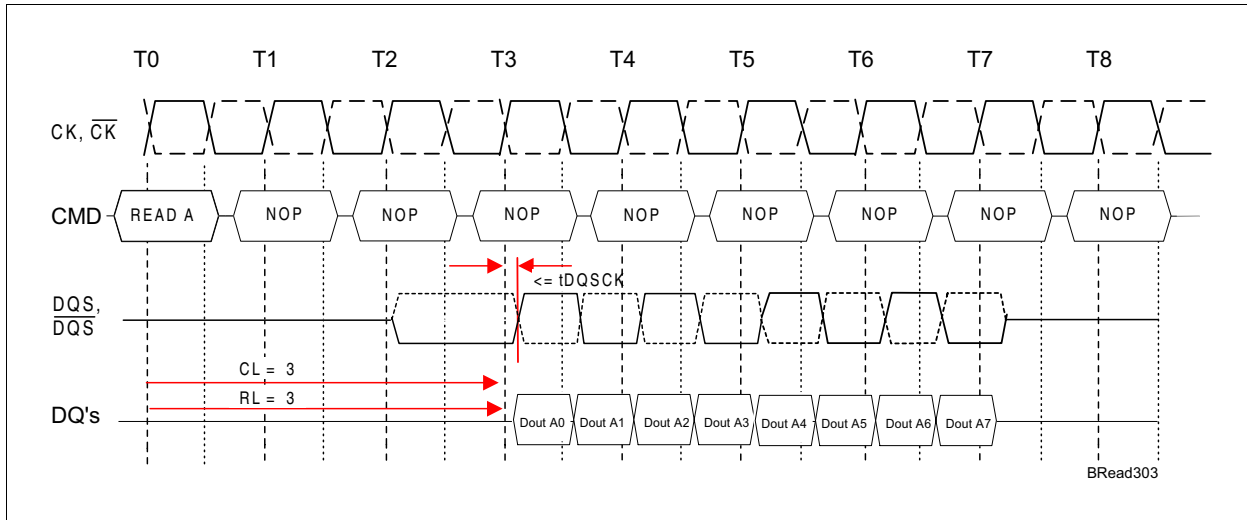 T0 T1 T2 T3 T4 T5 T6 T7 T8
CK, CK
CMD READ A NOP NOP NOP NOP NOP NOP NOP NOP
<= tDQSCK
DQS,
DQS
CL = 3
RL = 3
DQ's Dout A0 Dout A1 Dout A2 Dout A3 Dout A4 Dout A5 Dout A6 Dout A7
BRead303